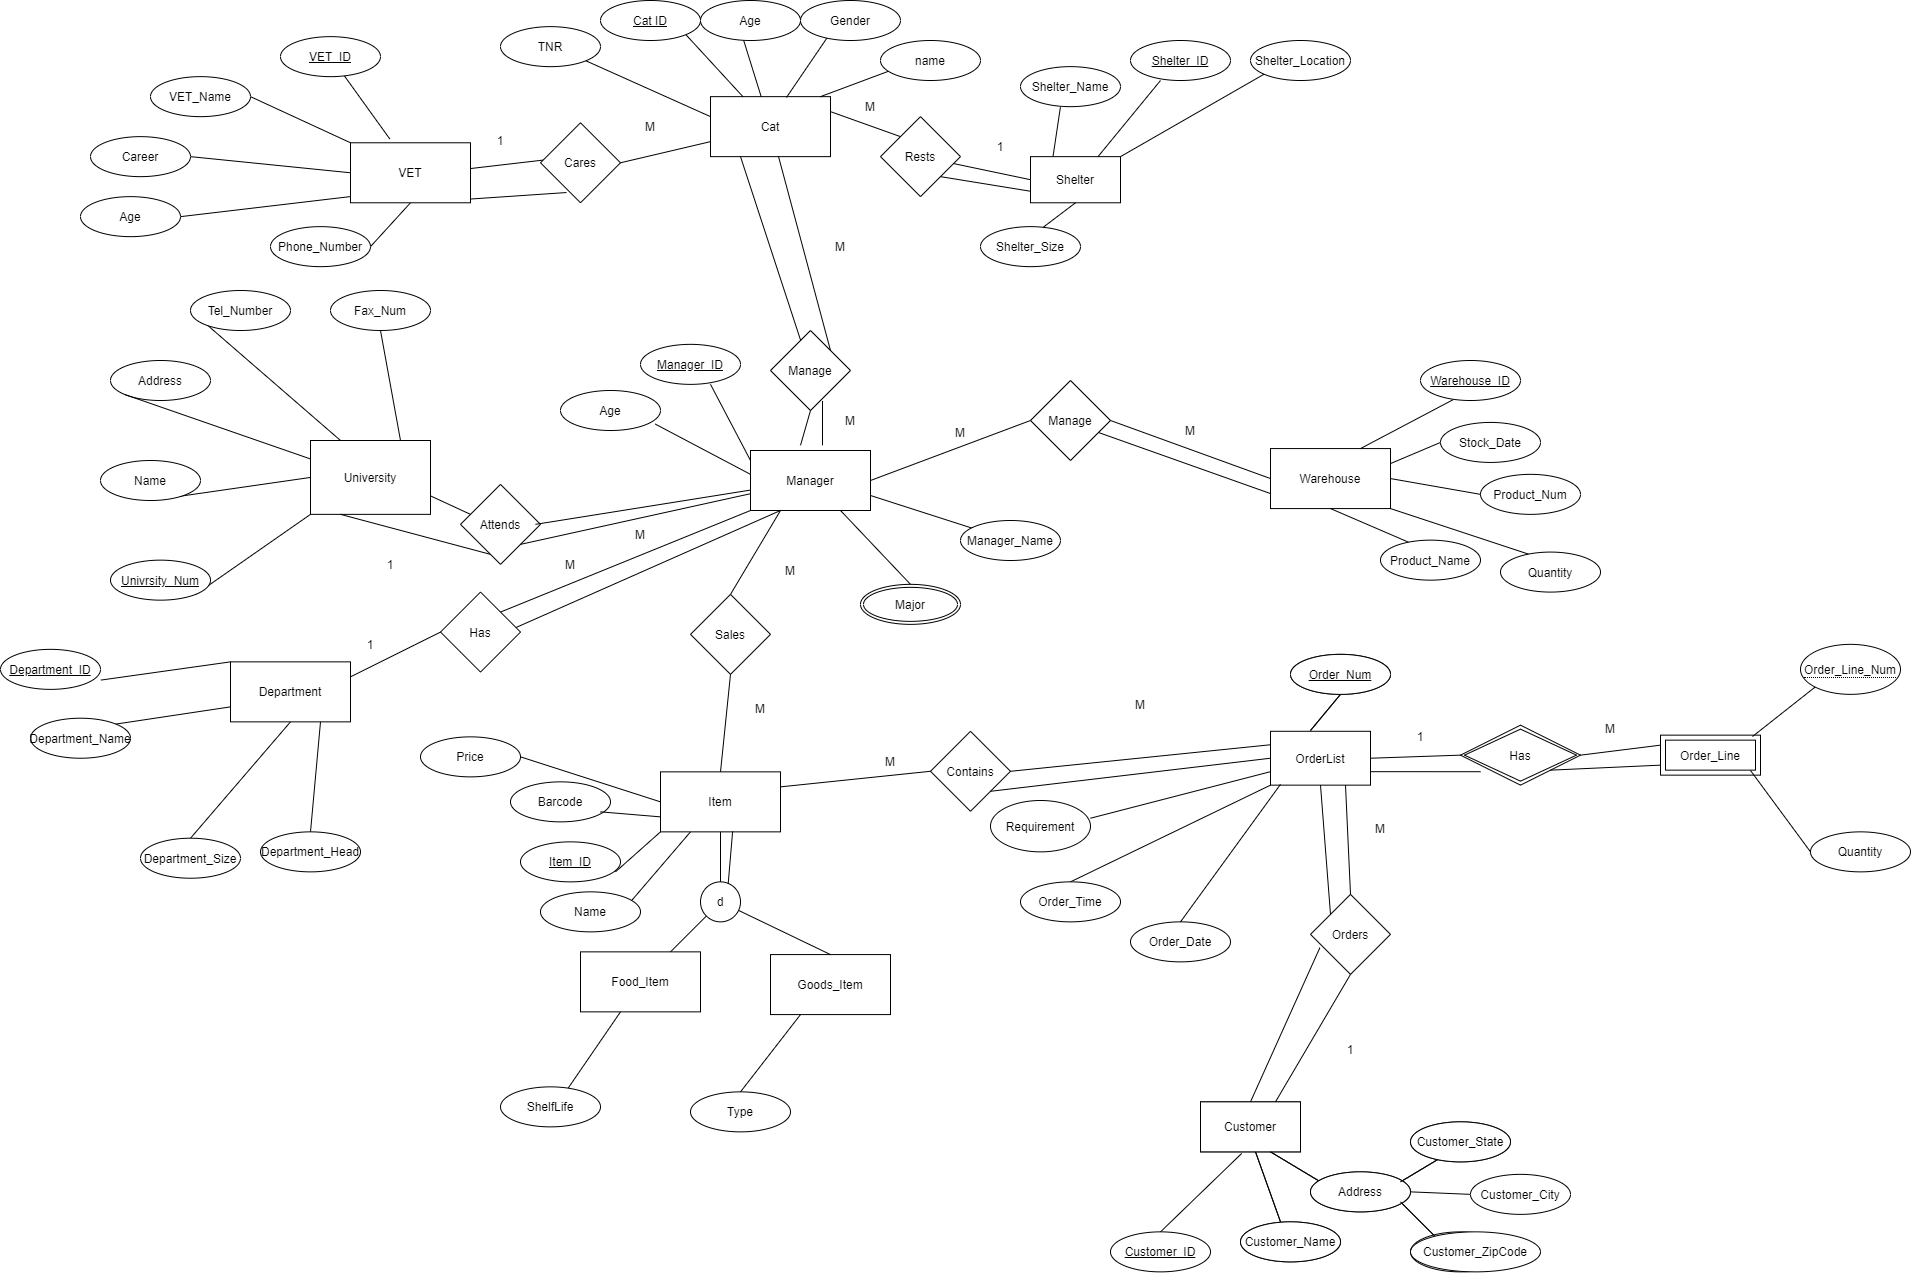 Cat ID
Age
Gender
TNR
name
VET_ID
Shelter_ID
Shelter_Location
Shelter_Name
VET_Name
M
M
1
1
Career
Cares
Cat
Rests
VET
Shelter
Age
Phone_Number
M
Shelter_Size
Tel_Number
Fax_Num
Manager_ID
Manage
Address
Warehouse_ID
Age
M
Manage
M
M
Stock_Date
Name
University
Manager
Warehouse
Product_Num
Attends
M
Manager_Name
Product_Name
Quantity
1
M
M
Univrsity_Num
Major
Has
Sales
1
Department_ID
Order_Num
Order_Line_Num
Department
M
M
Department_Name
1
M
Price
M
Contains
OrderList
Has
Order_Line
Barcode
Item
Requirement
M
Department_Size
Department_Head
Item_ID
Quantity
Name
d
Order_Time
Order_Date
Orders
Food_Item
Goods_Item
1
ShelfLife
Type
Customer
Customer_State
Address
Customer_City
Customer_ID
Customer_Name
Customer_ZipCode